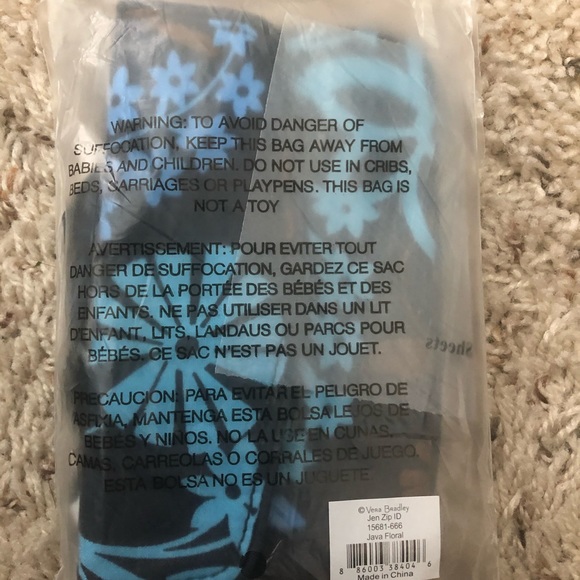 WARNING: TO AVOID DANGER OF
SUFFOCATION, KEEP THIS BAG AWAY FROM
BABIES AND CHILDREN. DO NOT USE IN CRIBS,
BEDS, CARRIAGES OR PLAYPENS. THIS BAG IS
NOT A TOY
AVERTISSEMENT: POUR EVITER TOUT
DANGER DE SUFFOCATION, GARDEZ CE SAC
HORS DE LA PORTÉE DES BÉBÉS ET DES
ENFANTS. NE PAS UTILISER DANS UN LIT
D'ENFANT, LITS, LANDAUS OU PARCS POUR
BÉBÉS. CE SAC N'EST PAS UN JOUET.
Sheets
PRECAUCION: PARA EVITAR EL PELIGRO DE
ASFIXIA, MANTENGA ESTA BOLSA LEJOS DE
BEBÉS Y NIÑOS. NO LA USE EN CUNAS,
CAMAS, CARREOLAS O CORRALES DE JUEGO.
ESTA BOLSA NO ES UN JUGUETE
© Vera Bradley
Jen Zip ID
15681-666
Java Floral
8 86003 38404 6
Made in China